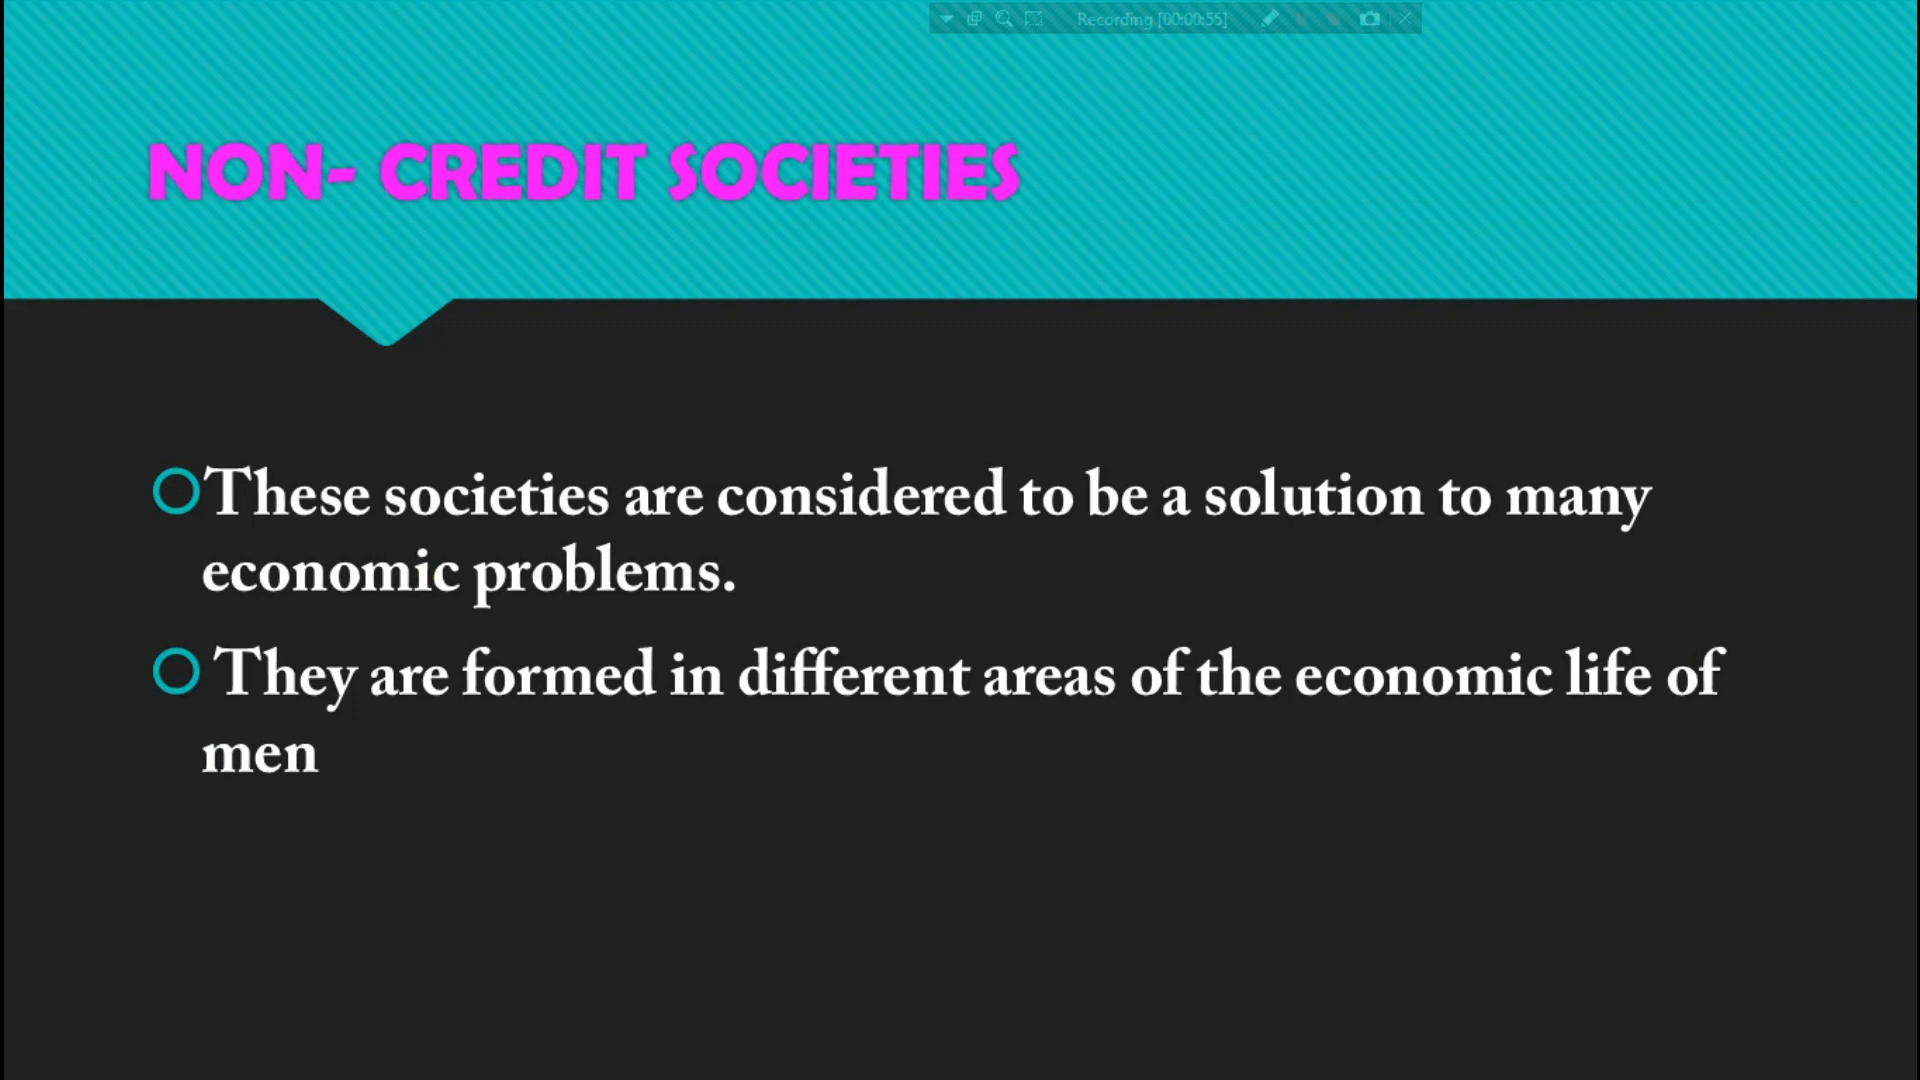 Recording [00:00:55]
NON- CREDIT SOCIETIES
These societies are considered to be a solution to many
economic problems.
They are formed in different areas of the economic life of
men